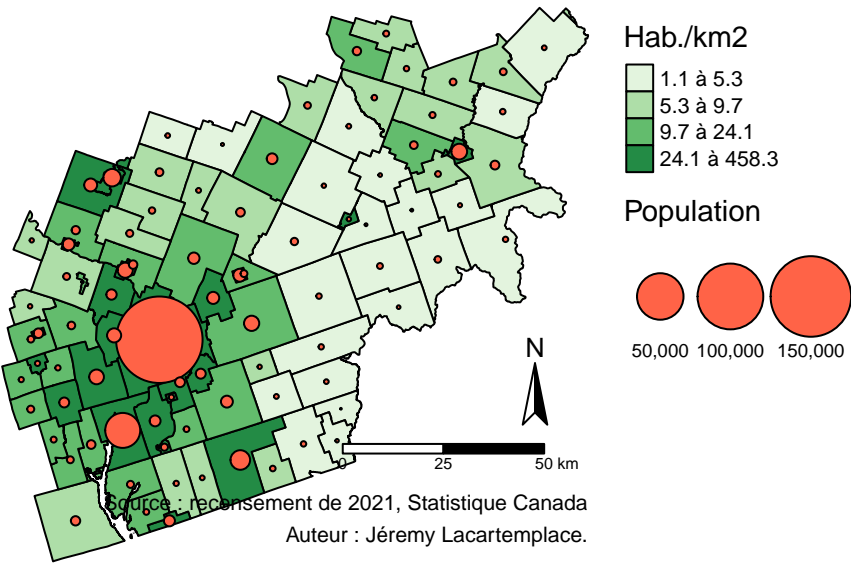 Hab./km2
1.1 à 5.3
5.3 à 9.7
9.7 à 24.1
24.1 à 458.3
Population
50,000 100,000 150,000
N
0 25 50 km
Source : recensement de 2021, Statistique Canada
Auteur : Jéremy Lacartemplace.